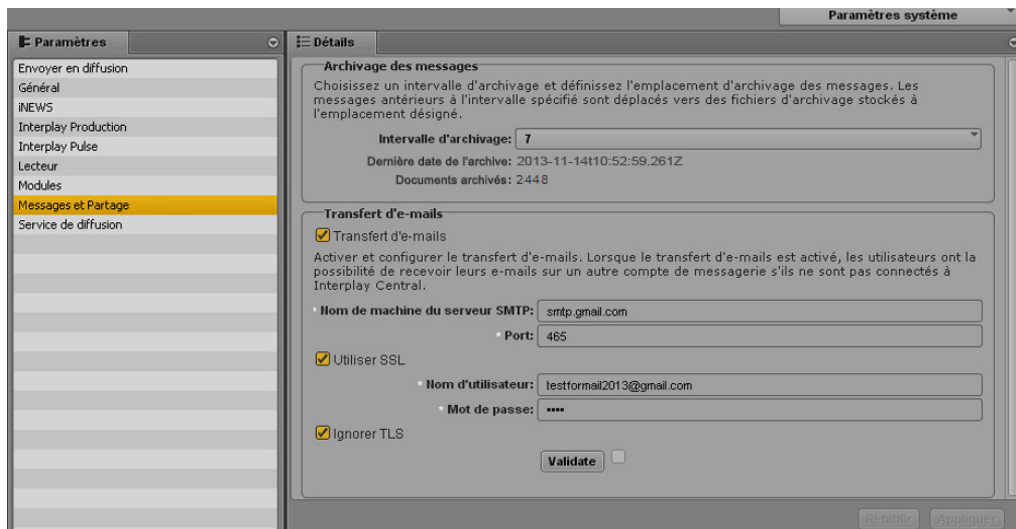 Paramètres système
Paramètres
Envoyer en diffusion
Général
iNEWS
Interplay Production
Interplay Pulse
Lecteur
Modules
Messages et Partage
Service de diffusion
Détails
Archivage des messages
Choisissez un intervalle d'archivage et définissez l'emplacement d'archivage des messages. Les
messages antérieurs à l'intervalle spécifié sont déplacés vers des fichiers d'archivage stockés à
l'emplacement désigné.
Intervalle d'archivage: 7
Dernière date de l'archive: 2013-11-14t10:52:59.261Z
Documents archivés: 2448
Transfert d'e-mails
Transfert d'e-mails
Activer et configurer le transfert d'e-mails. Lorsque le transfert d'e-mails est activé, les utilisateurs ont la
possibilité de recevoir leurs e-mails sur un autre compte de messagerie s'ils ne sont pas connectés à
Interplay Central.
* Nom de machine du serveur SMTP: smtp.gmail.com
* Port: 465
Utiliser SSL
* Nom d'utilisateur: testformail2013@gmail.com
* Mot de passe: ••••
Ignorer TLS
Validate
Rétablir Appliquer